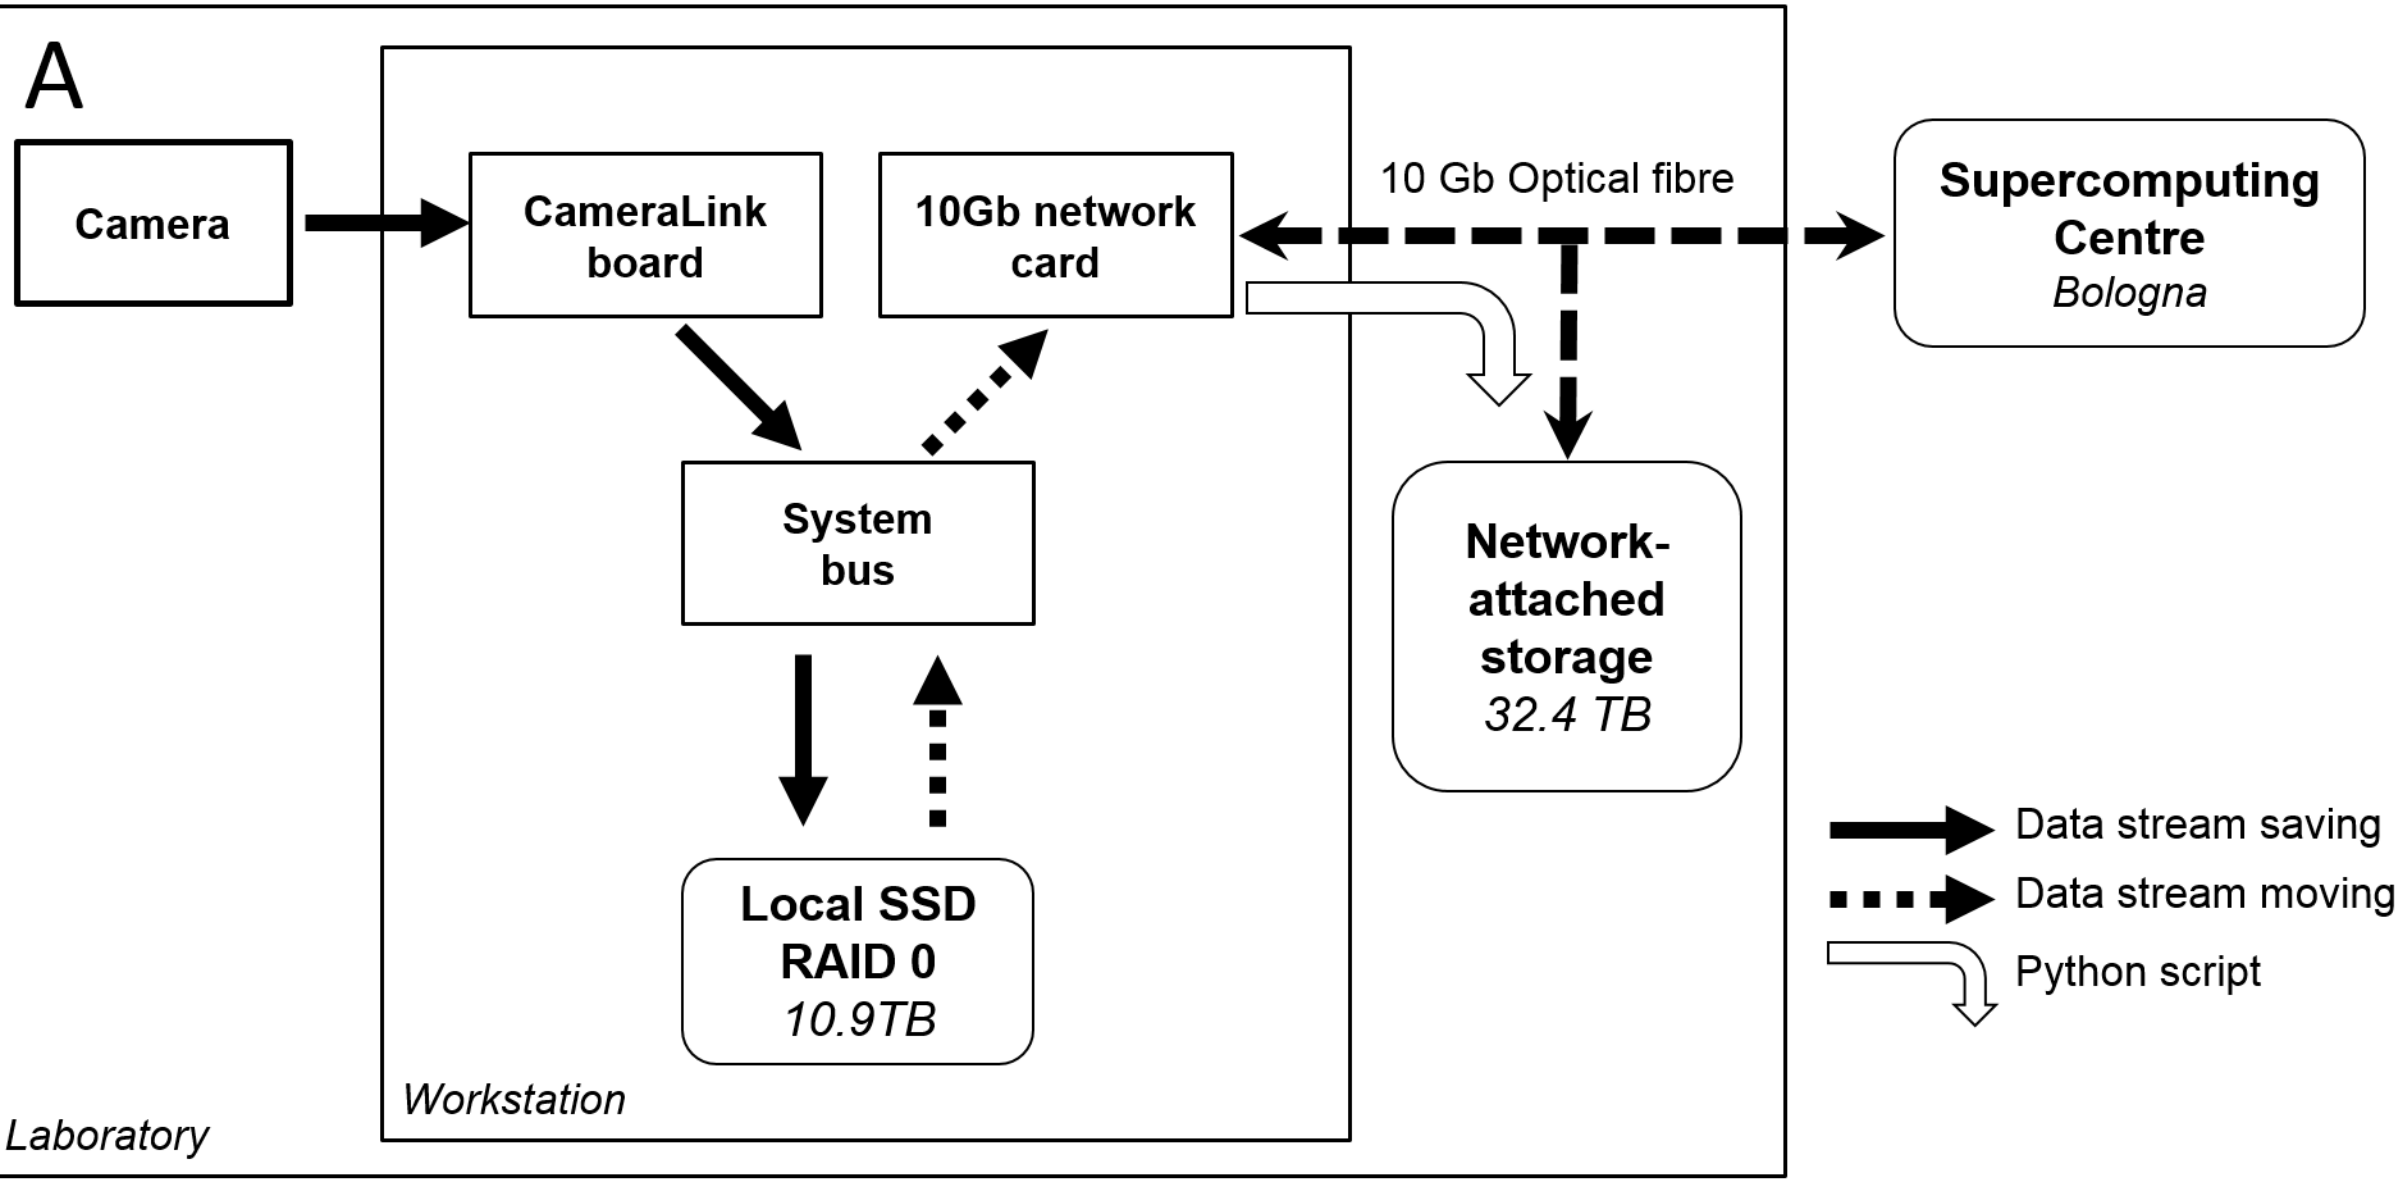 A
Camera
CameraLink
board
10Gb network
card
10 Gb Optical fibre
Supercomputing
Centre
Bologna
System
bus
Network-
attached
storage
32.4 TB
Local SSD
RAID 0
10.9TB
Data stream saving
Data stream moving
Python script
Workstation
Laboratory